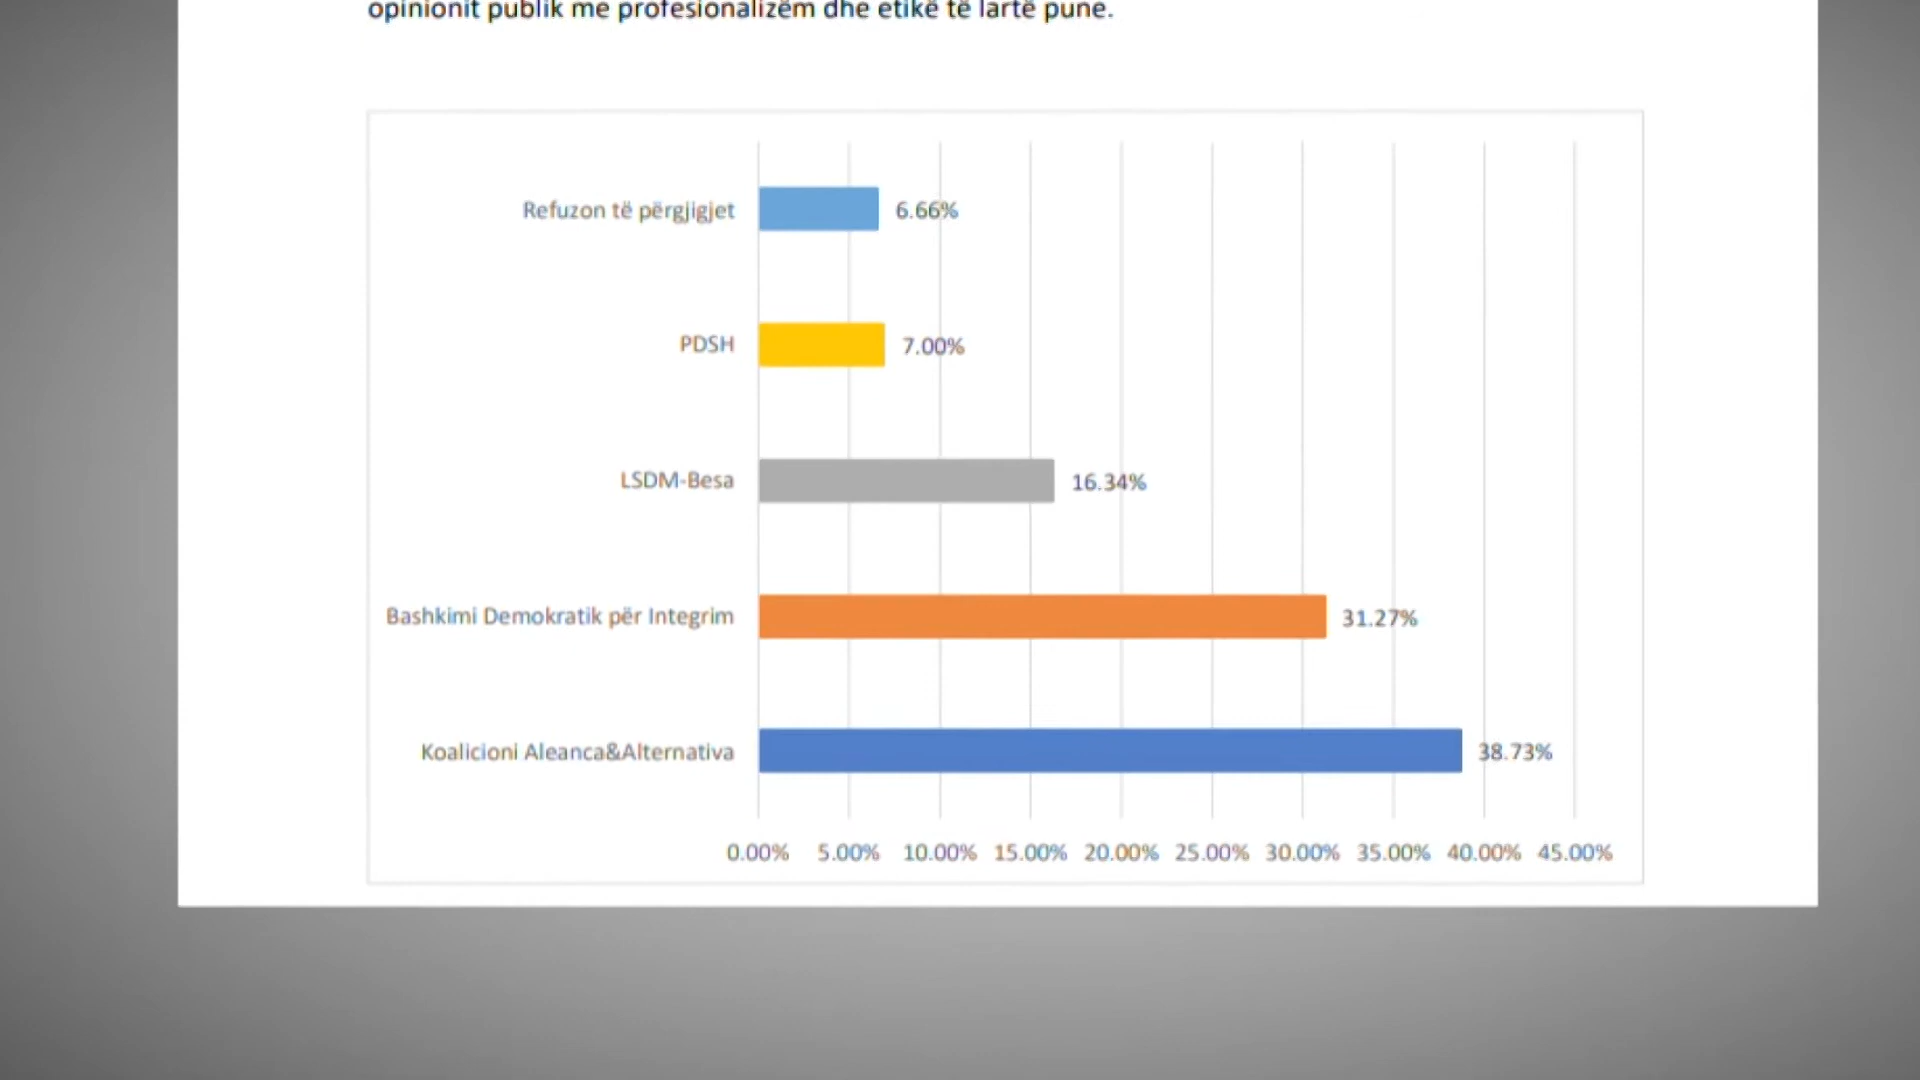 opinionit publik me profesionalizëm dhe etikë të lartë pune.
Refuzon të përgjigjet 6.66%
PDSH 7.00%
LSDM-Besa 16.34%
Bashkimi Demokratik për Integrim 31.27%
Koalicioni Aleanca&Alternativa 38.73%
0.00% 5.00% 10.00% 15.00% 20.00% 25.00% 30.00% 35.00% 40.00% 45.00%